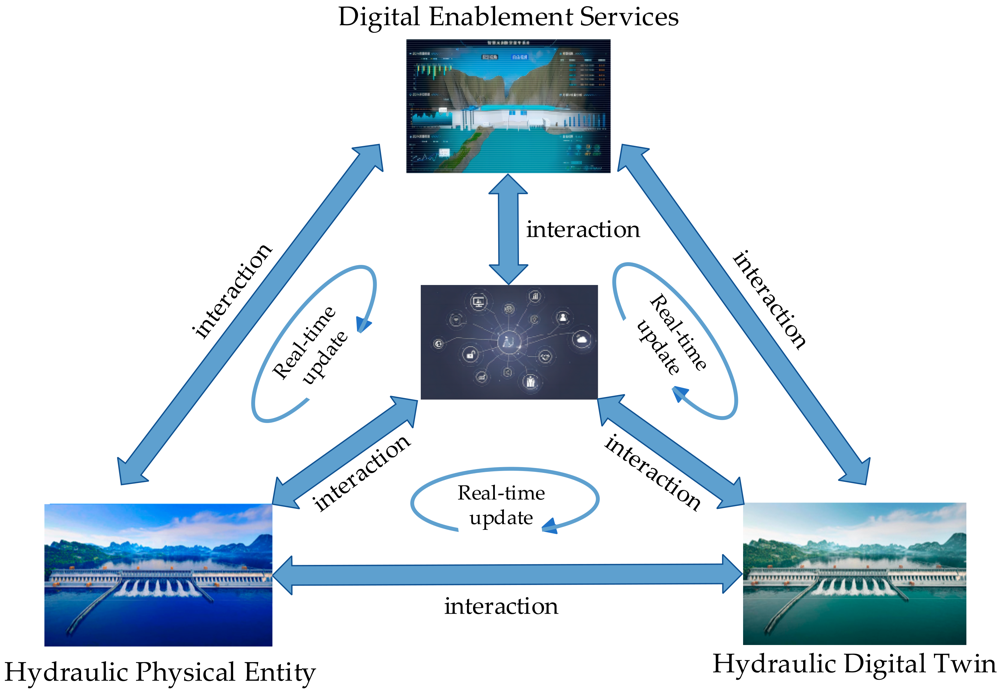 Digital Enablement Services
interaction
interaction
interaction
Real-time
update
Real-time
update
interaction
interaction
Real-time
update
interaction
Hydraulic Physical Entity
Hydraulic Digital Twin